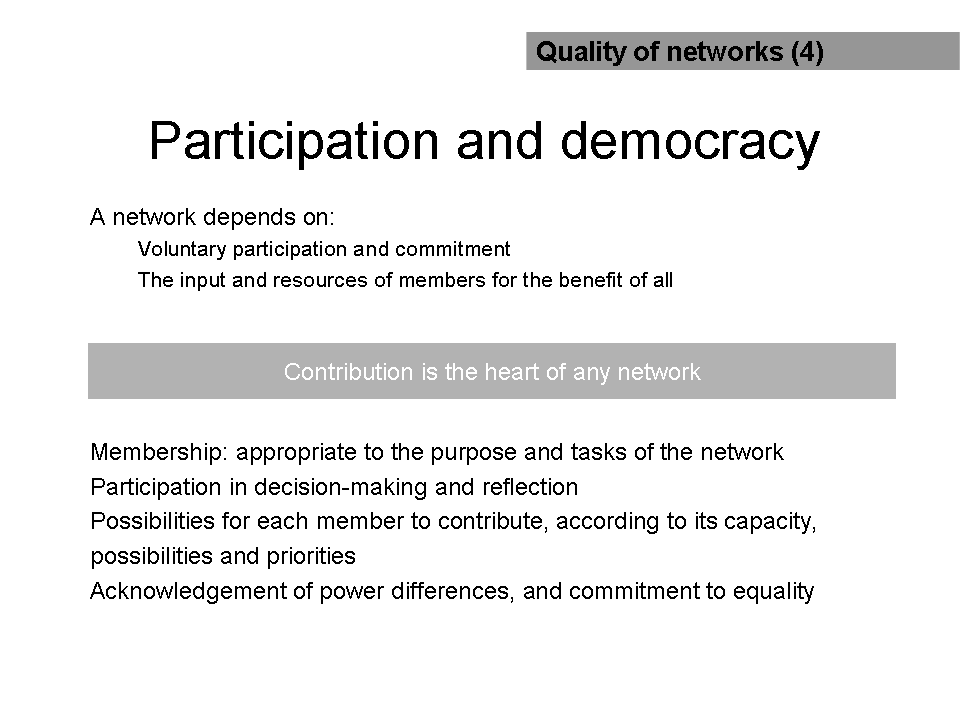 Quality of networks (4)
Participation and democracy
A network depends on:
Voluntary participation and commitment
The input and resources of members for the benefit of all
Contribution is the heart of any network
Membership: appropriate to the purpose and tasks of the network
Participation in decision-making and reflection
Possibilities for each member to contribute, according to its capacity,
possibilities and priorities
Acknowledgement of power differences, and commitment to equality